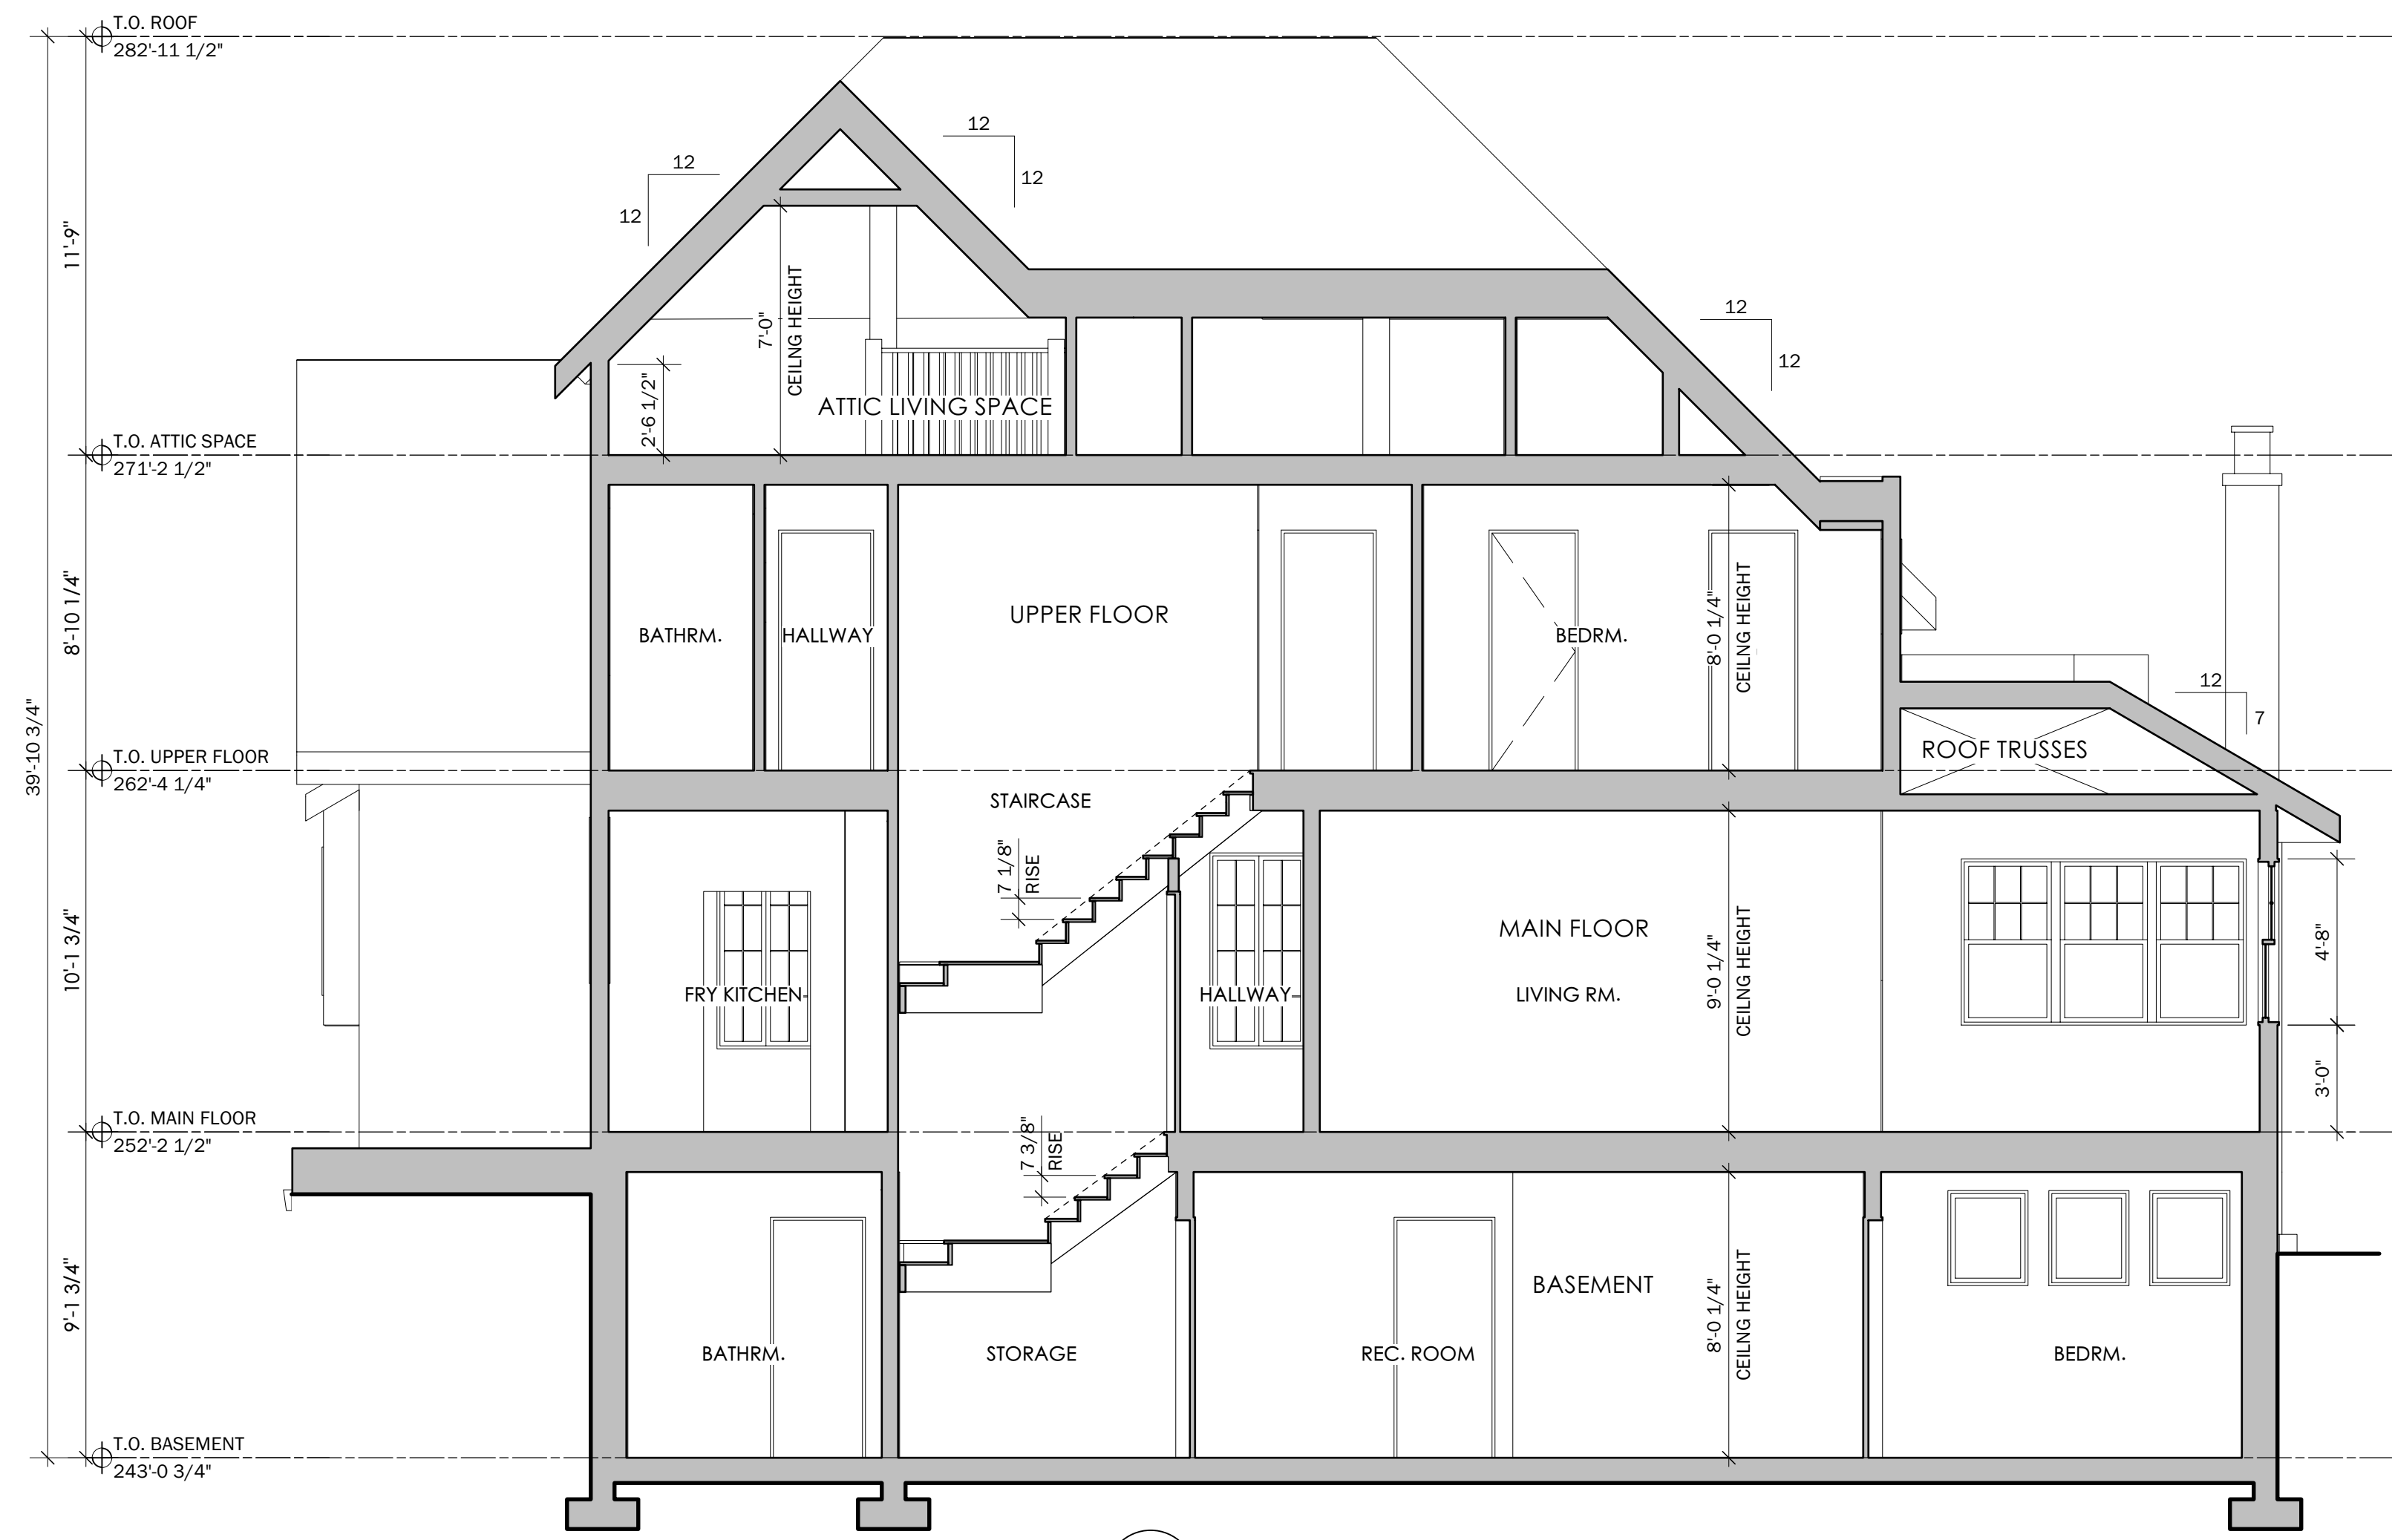 T.O. ROOF
282'-11 1/2"
12
12
12
12
11'-9"
7'-0"
CEILNG HEIGHT
12
12
2'-6 1/2"
ATTIC LIVING SPACE
T.O. ATTIC SPACE
271'-2 1/2"
8'-10 1/4"
BATHRM.
HALLWAY
UPPER FLOOR
BEDRM.
8'-0 1/4"
CEILNG HEIGHT
12
7
39'-10 3/4"
T.O. UPPER FLOOR
262'-4 1/4"
ROOF TRUSSES
STAIRCASE
7 1/8"
RISE
10'-1 3/4"
FRY KITCHEN
HALLWAY
MAIN FLOOR
LIVING RM.
9'-0 1/4"
CEILNG HEIGHT
4'-8"
3'-0"
T.O. MAIN FLOOR
252'-2 1/2"
7 3/8"
RISE
9'-1 3/4"
BASEMENT
8'-0 1/4"
CEILNG HEIGHT
BATHRM.
STORAGE
REC. ROOM
BEDRM.
T.O. BASEMENT
243'-0 3/4"